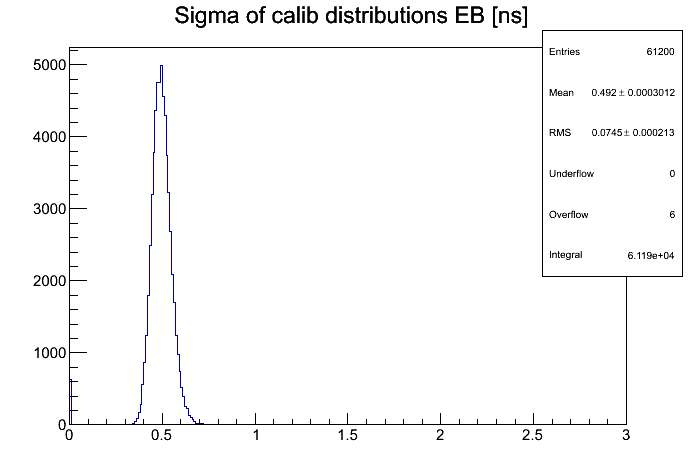 Sigma of calib distributions EB [ns]
Entries 61200
Mean 0.492 ± 0.0003012
RMS 0.0745 ± 0.000213
Underflow 0
Overflow 6
Integral 6.119e+04
5000
4000
3000
2000
1000
0
0 0.5 1 1.5 2 2.5 3